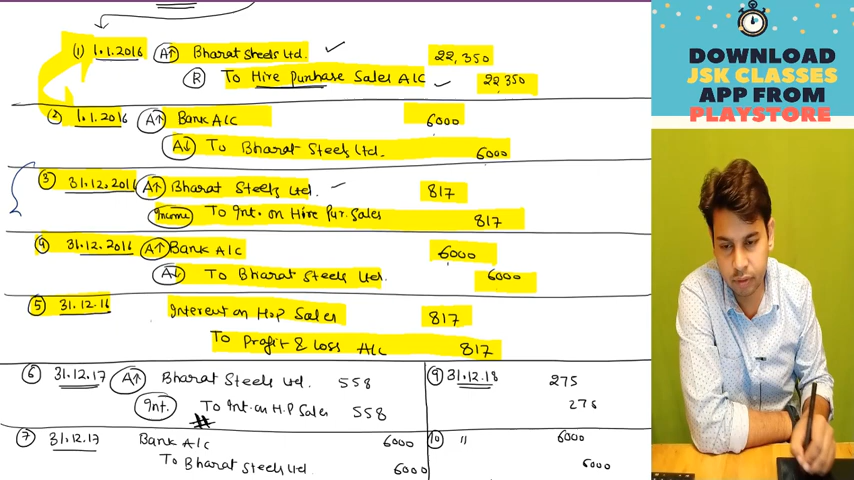 (1) 1.1.2016 A↑ Bharat Steels Ltd. 22,350
R To Hire Purchase Sales A/C 22,350
② 1.1.2016 A↑ Bank A/C 6000
A↓ To Bharat Steels Ltd. 6000
③ 31.12.2016 A↑ Bharat Steels Ltd. 817
Income To Int. on Hire Pur. Sales 817
④ 31.12.2016 A↑ Bank A/C 6000
A↓ To Bharat Steels Ltd. 6000
⑤ 31.12.16 Interest on H.P Sales 817
To Profit & Loss A/c 817
⑥ 31.12.17 A↑ Bharat Steels Ltd. 558
Int. To Int. on H.P Sales 558
⑦ 31.12.17 Bank A/C 6000
To Bharat Steels Ltd. 6000
⑨ 31.12.18 275
275
⑩ " 6000
6000
DOWNLOAD
JSK CLASSES
APP FROM
PLAYSTORE